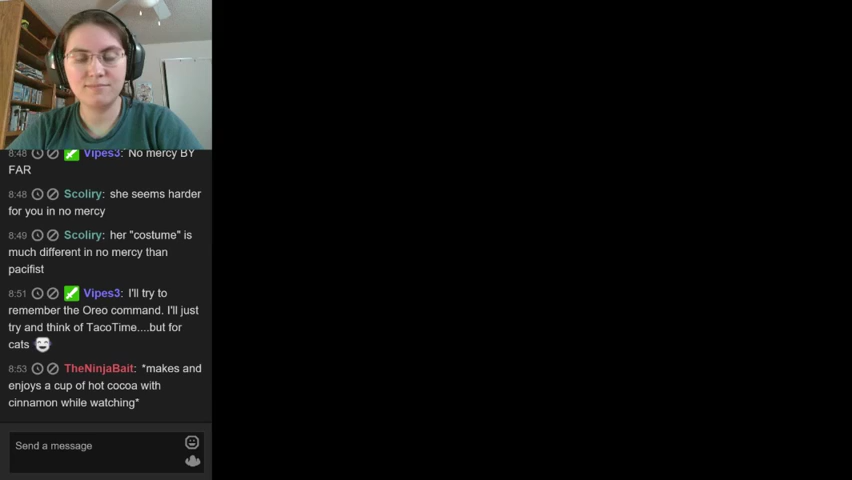 8:48 Vipes3: No mercy BY
FAR
8:48 Scoliry: she seems harder
for you in no mercy
8:49 Scoliry: her "costume" is
much different in no mercy than
pacifist
8:51 Vipes3: I'll try to
remember the Oreo command. I'll just
try and think of TacoTime....but for
cats
8:53 TheNinjaBait: *makes and
enjoys a cup of hot cocoa with
cinnamon while watching*
Send a message